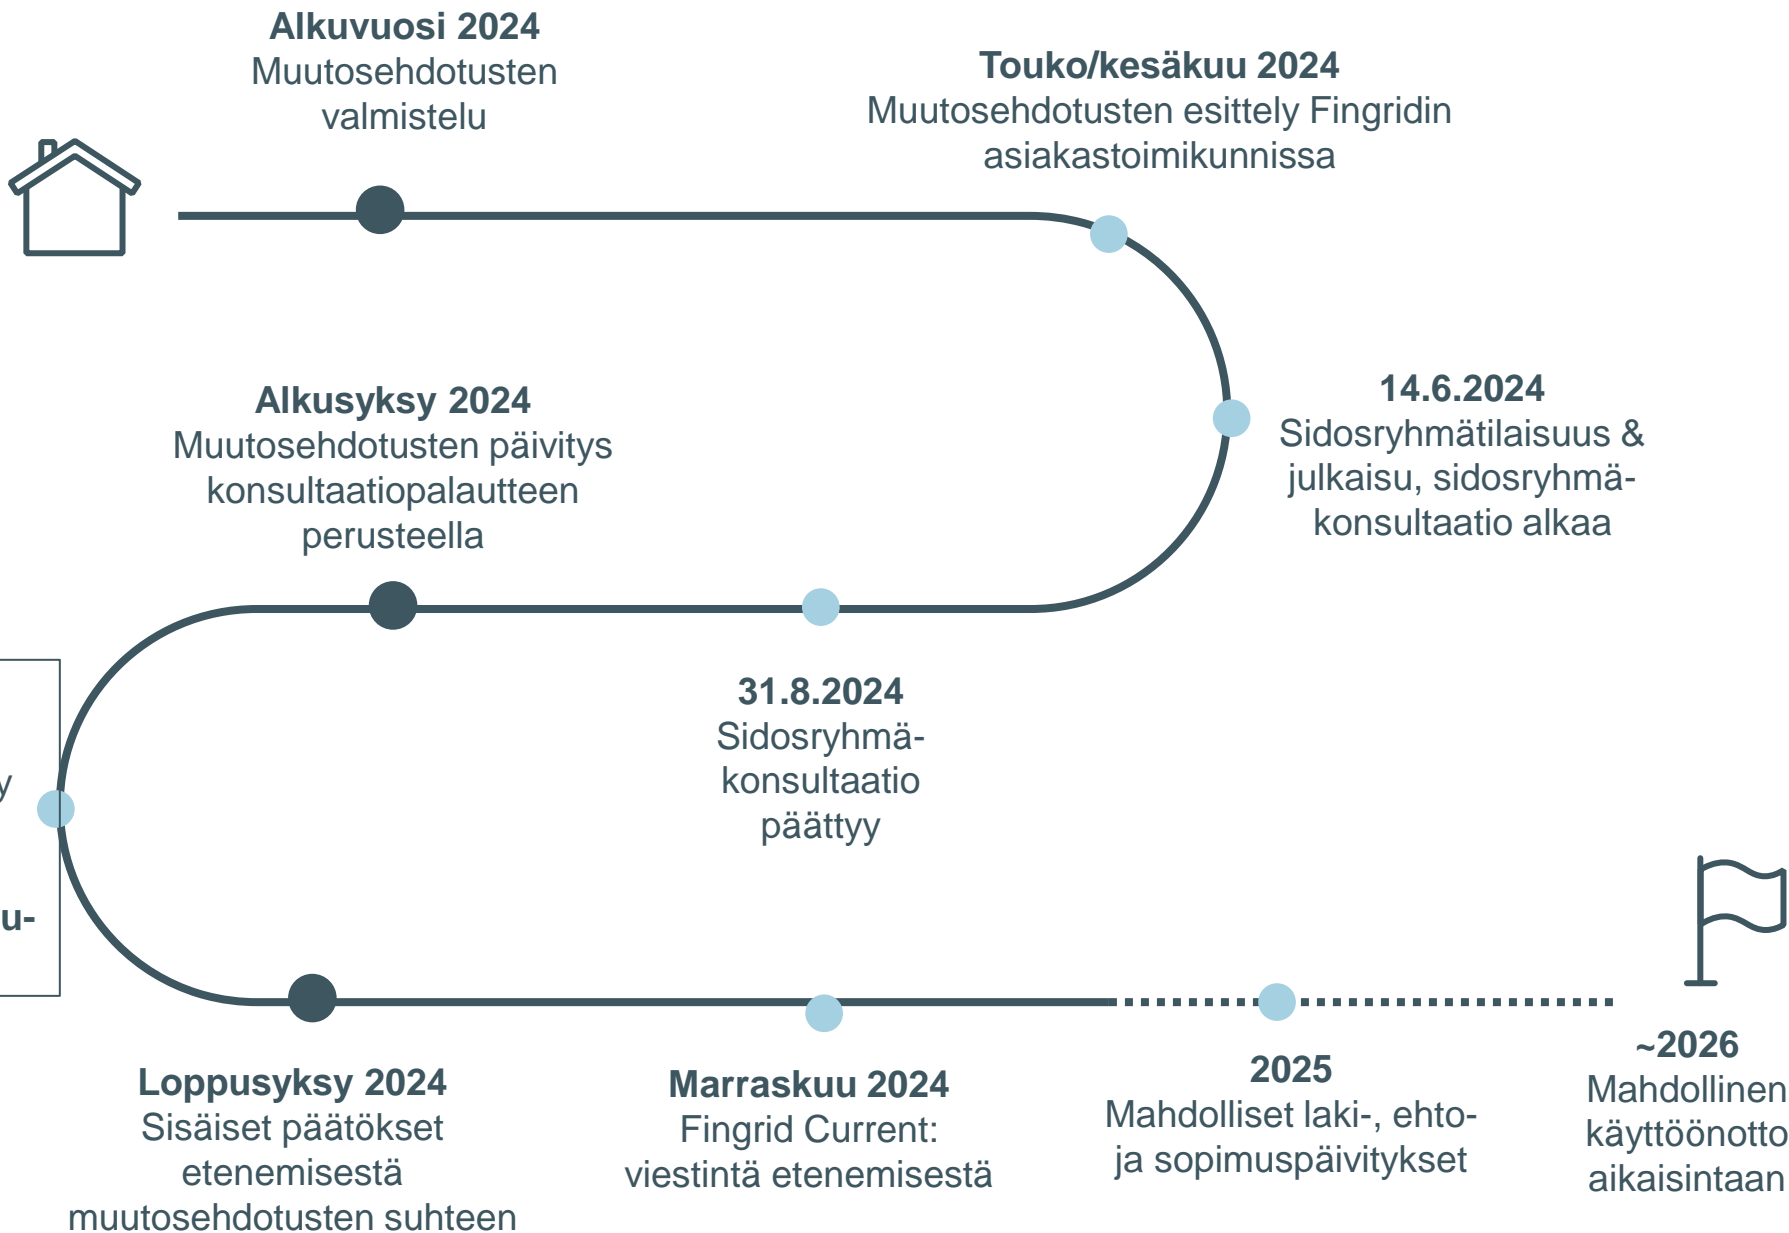 Alkuvuosi 2024
Muutosehdotusten
valmistelu
Touko/kesäkuu 2024
Muutosehdotusten esittely Fingridin
asiakastoimikunnissa
14.6.2024
Sidosryhmätilaisuus &
julkaisu, sidosryhmä-
konsultaatio alkaa
31.8.2024
Sidosryhmä-
konsultaatio
päättyy
Alkusyksy 2024
Muutosehdotusten päivitys
konsultaatiopalautteen
perusteella
y
u-
Loppusyksy 2024
Sisäiset päätökset
etenemisestä
muutosehdotusten suhteen
Marraskuu 2024
Fingrid Current:
viestintä etenemisestä
2025
Mahdolliset laki-, ehto-
ja sopimuspäivitykset
~2026
Mahdollinen
käyttöönotto
aikaisintaan